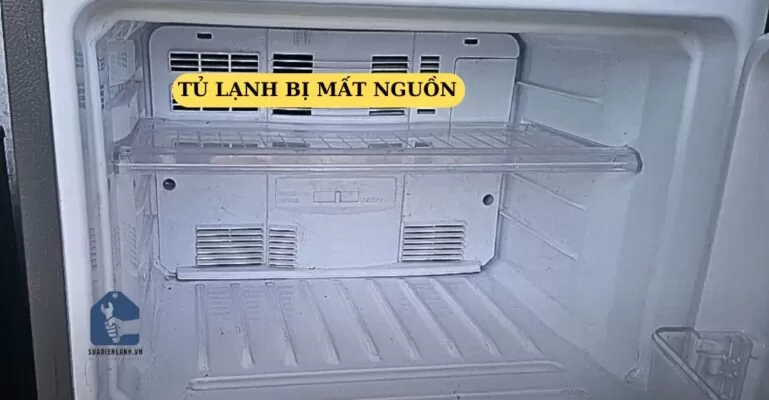 TỦ LẠNH BỊ MẤT NGUỒN
SUADIENLANH.VN